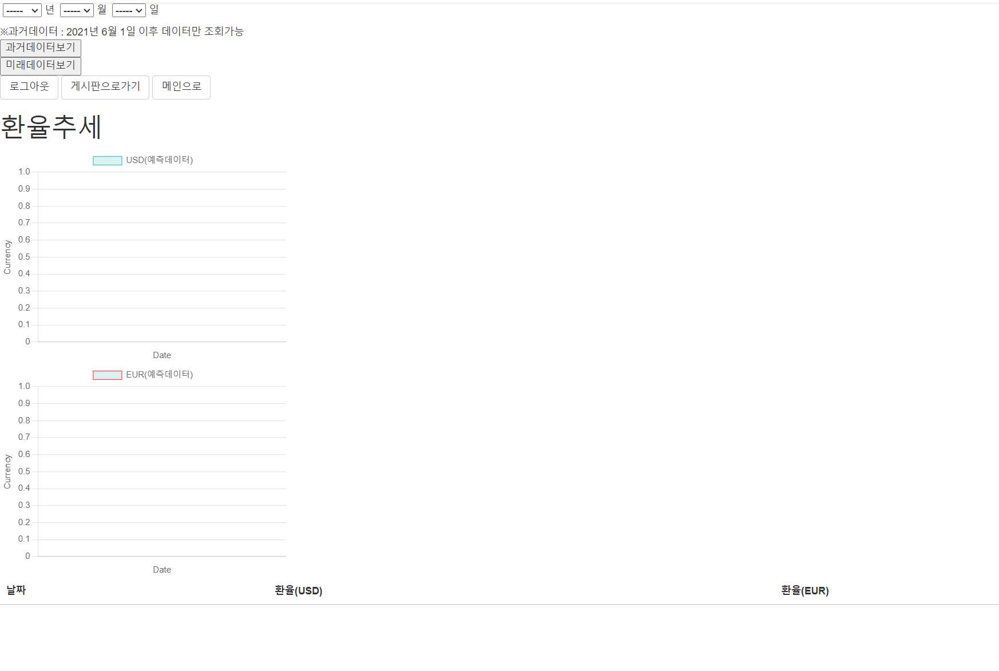 ----- 년 ----- 월 ----- 일
※과거데이터 : 2021년 6월 1일 이후 데이터만 조회가능
과거데이터보기
미래데이터보기
로그아웃 게시판으로가기 메인으로
환율추세
USD(예측데이터)
1.0
0.9
0.8
0.7
0.6
0.5
0.4
0.3
0.2
0.1
0
Currency
Date
EUR(예측데이터)
1.0
0.9
0.8
0.7
0.6
0.5
0.4
0.3
0.2
0.1
0
Currency
Date
날짜 환율(USD) 환율(EUR)